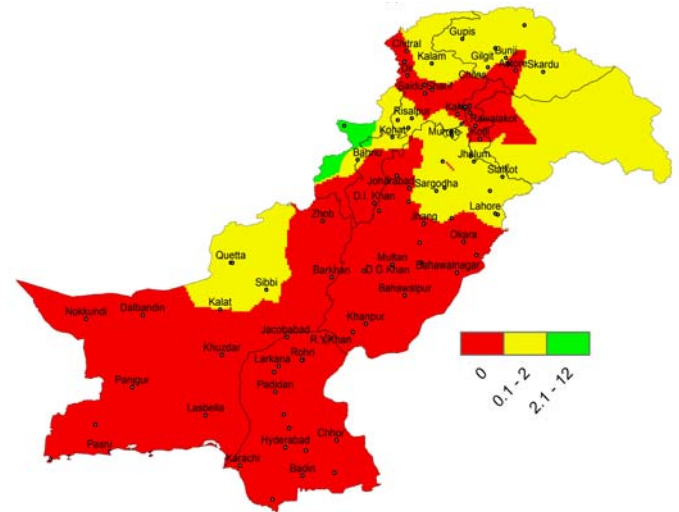 Gupis
Chitral
Bunji
Kalam
Gilgit
Astore
Skardu
Chilas
Dir
Saidu Sharif
Kakul
Risalpur
Rawalakot
Kohat
Murree
Kotli
Bannu
Jhelum
Sialkot
Joharabad
Sargodha
D.I. Khan
Lahore
Zhob
Jhang
Okara
Quetta
Multan
Barkhan
D.G.Khan
Bahawalnagar
Sibbi
Bahawalpur
Kalat
Nokkundi
Dalbandin
Khanpur
Jacobabad
R.Y.Khan
Khuzdar
Rohri
Larkana
Panjgur
Padidan
Lasbella
Chhor
Pasni
Hyderabad
Karachi
Badin
0
0.1 - 2
2.1 - 12